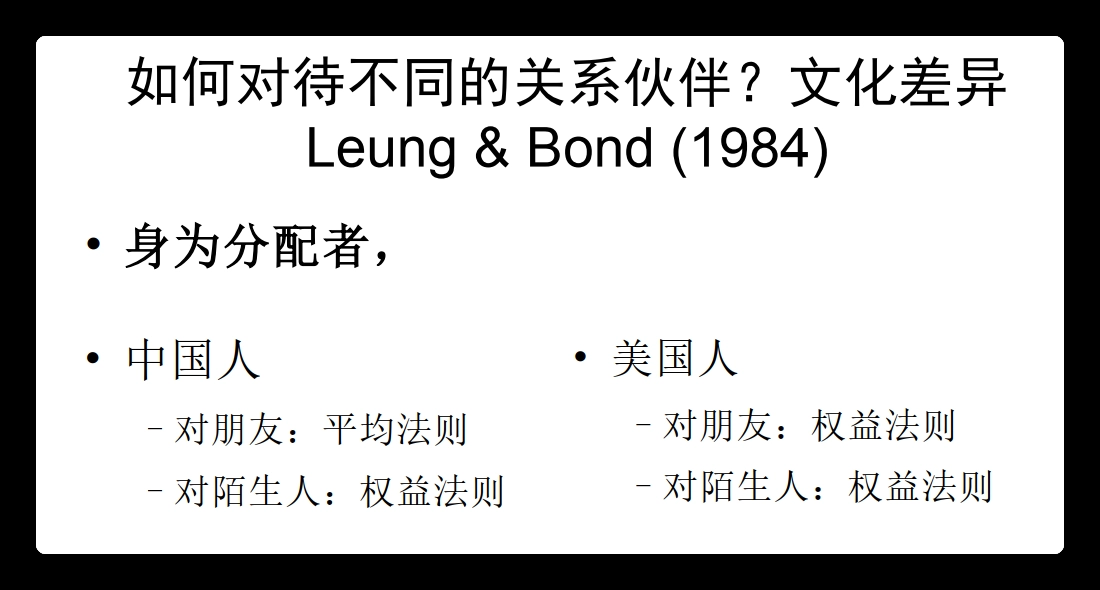 如何对待不同的关系伙伴？文化差异
Leung & Bond (1984)
• 身为分配者，
• 中国人
– 对朋友：平均法则
– 对陌生人：权益法则
• 美国人
– 对朋友：权益法则
– 对陌生人：权益法则